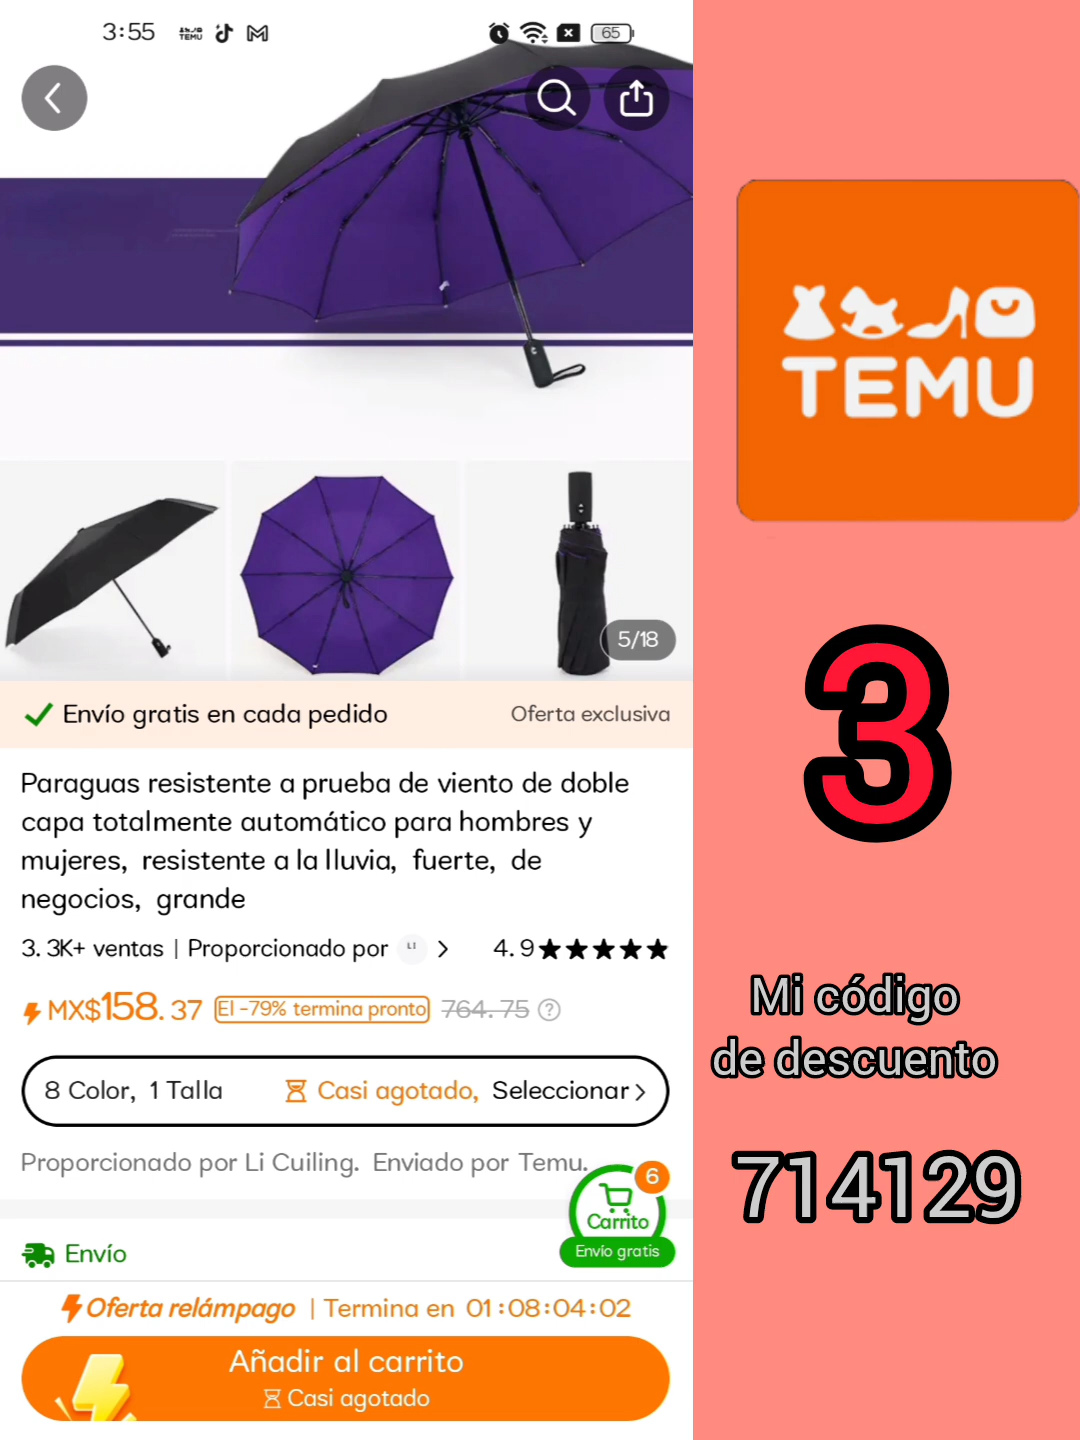 3:55
TEMU
65
5/18
Envío gratis en cada pedido
Oferta exclusiva
Paraguas resistente a prueba de viento de doble
capa totalmente automático para hombres y
mujeres, resistente a la lluvia, fuerte, de
negocios, grande
3.3K+ ventas | Proporcionado por LI > 4.9★★★★★
MX$158.37 El -79% termina pronto 764.75 ?
8 Color, 1 Talla Casi agotado, Seleccionar >
Proporcionado por Li Cuiling. Enviado por Temu.
6
Carrito
Envío gratis
Envío
Oferta relámpago | Termina en 01:08:04:02
Añadir al carrito
Casi agotado
TEMU
3
Mi código
de descuento
714129